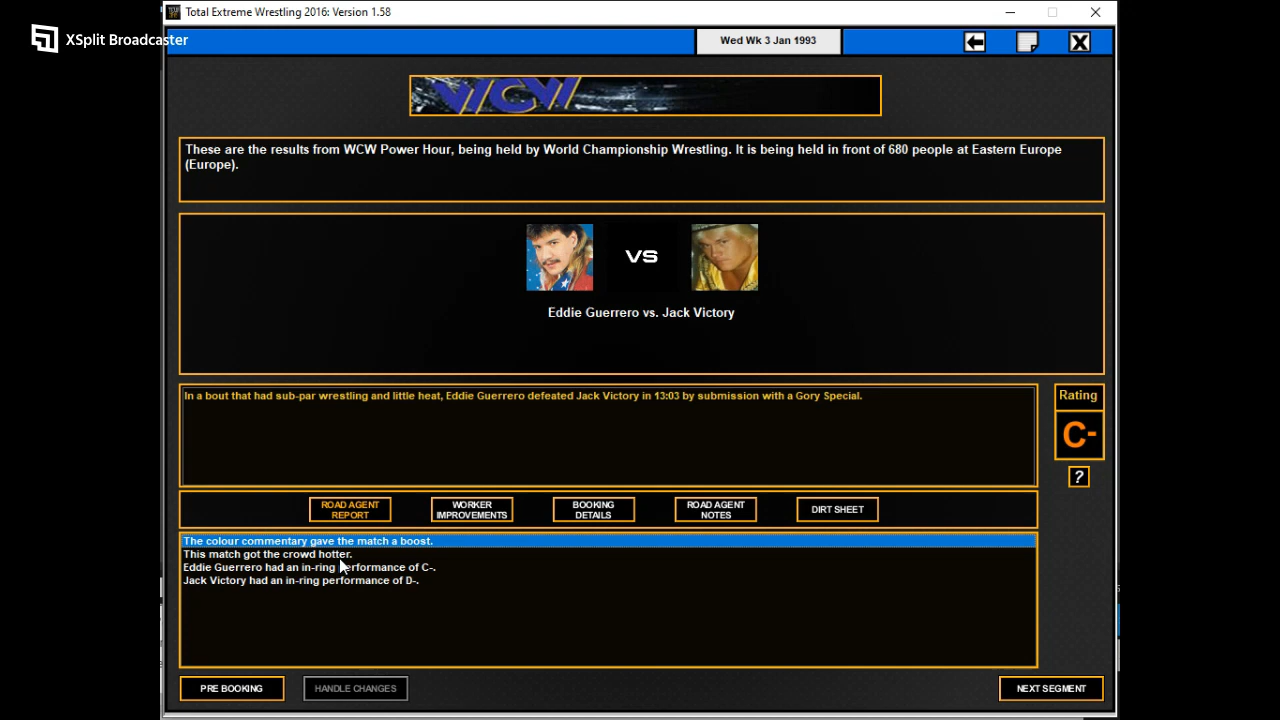 Total Extreme Wrestling 2016: Version 1.58
XSplit Broadcaster
Wed Wk 3 Jan 1993
WCW
These are the results from WCW Power Hour, being held by World Championship Wrestling. It is being held in front of 680 people at Eastern Europe
(Europe).
VS
Eddie Guerrero vs. Jack Victory
In a bout that had sub-par wrestling and little heat, Eddie Guerrero defeated Jack Victory in 13:03 by submission with a Gory Special.
Rating
C-
?
ROAD AGENT
REPORT
WORKER
IMPROVEMENTS
BOOKING
DETAILS
ROAD AGENT
NOTES
DIRT SHEET
The colour commentary gave the match a boost.
This match got the crowd hotter.
Eddie Guerrero had an in-ring performance of C-.
Jack Victory had an in-ring performance of D-.
PRE BOOKING
HANDLE CHANGES
NEXT SEGMENT